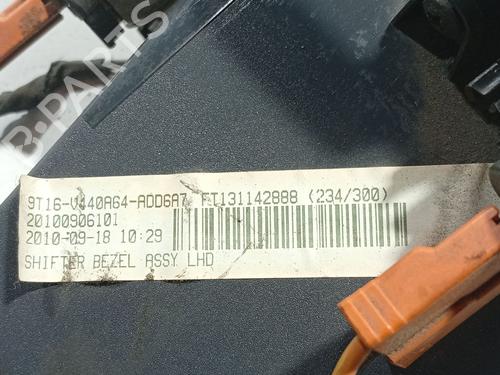 B-PARTS
9T16-V440A64-ADD6A7 FT131142888 (234/300)
20100906101
2010-09-18 10:29
SHIFTER BEZEL ASSY LHD